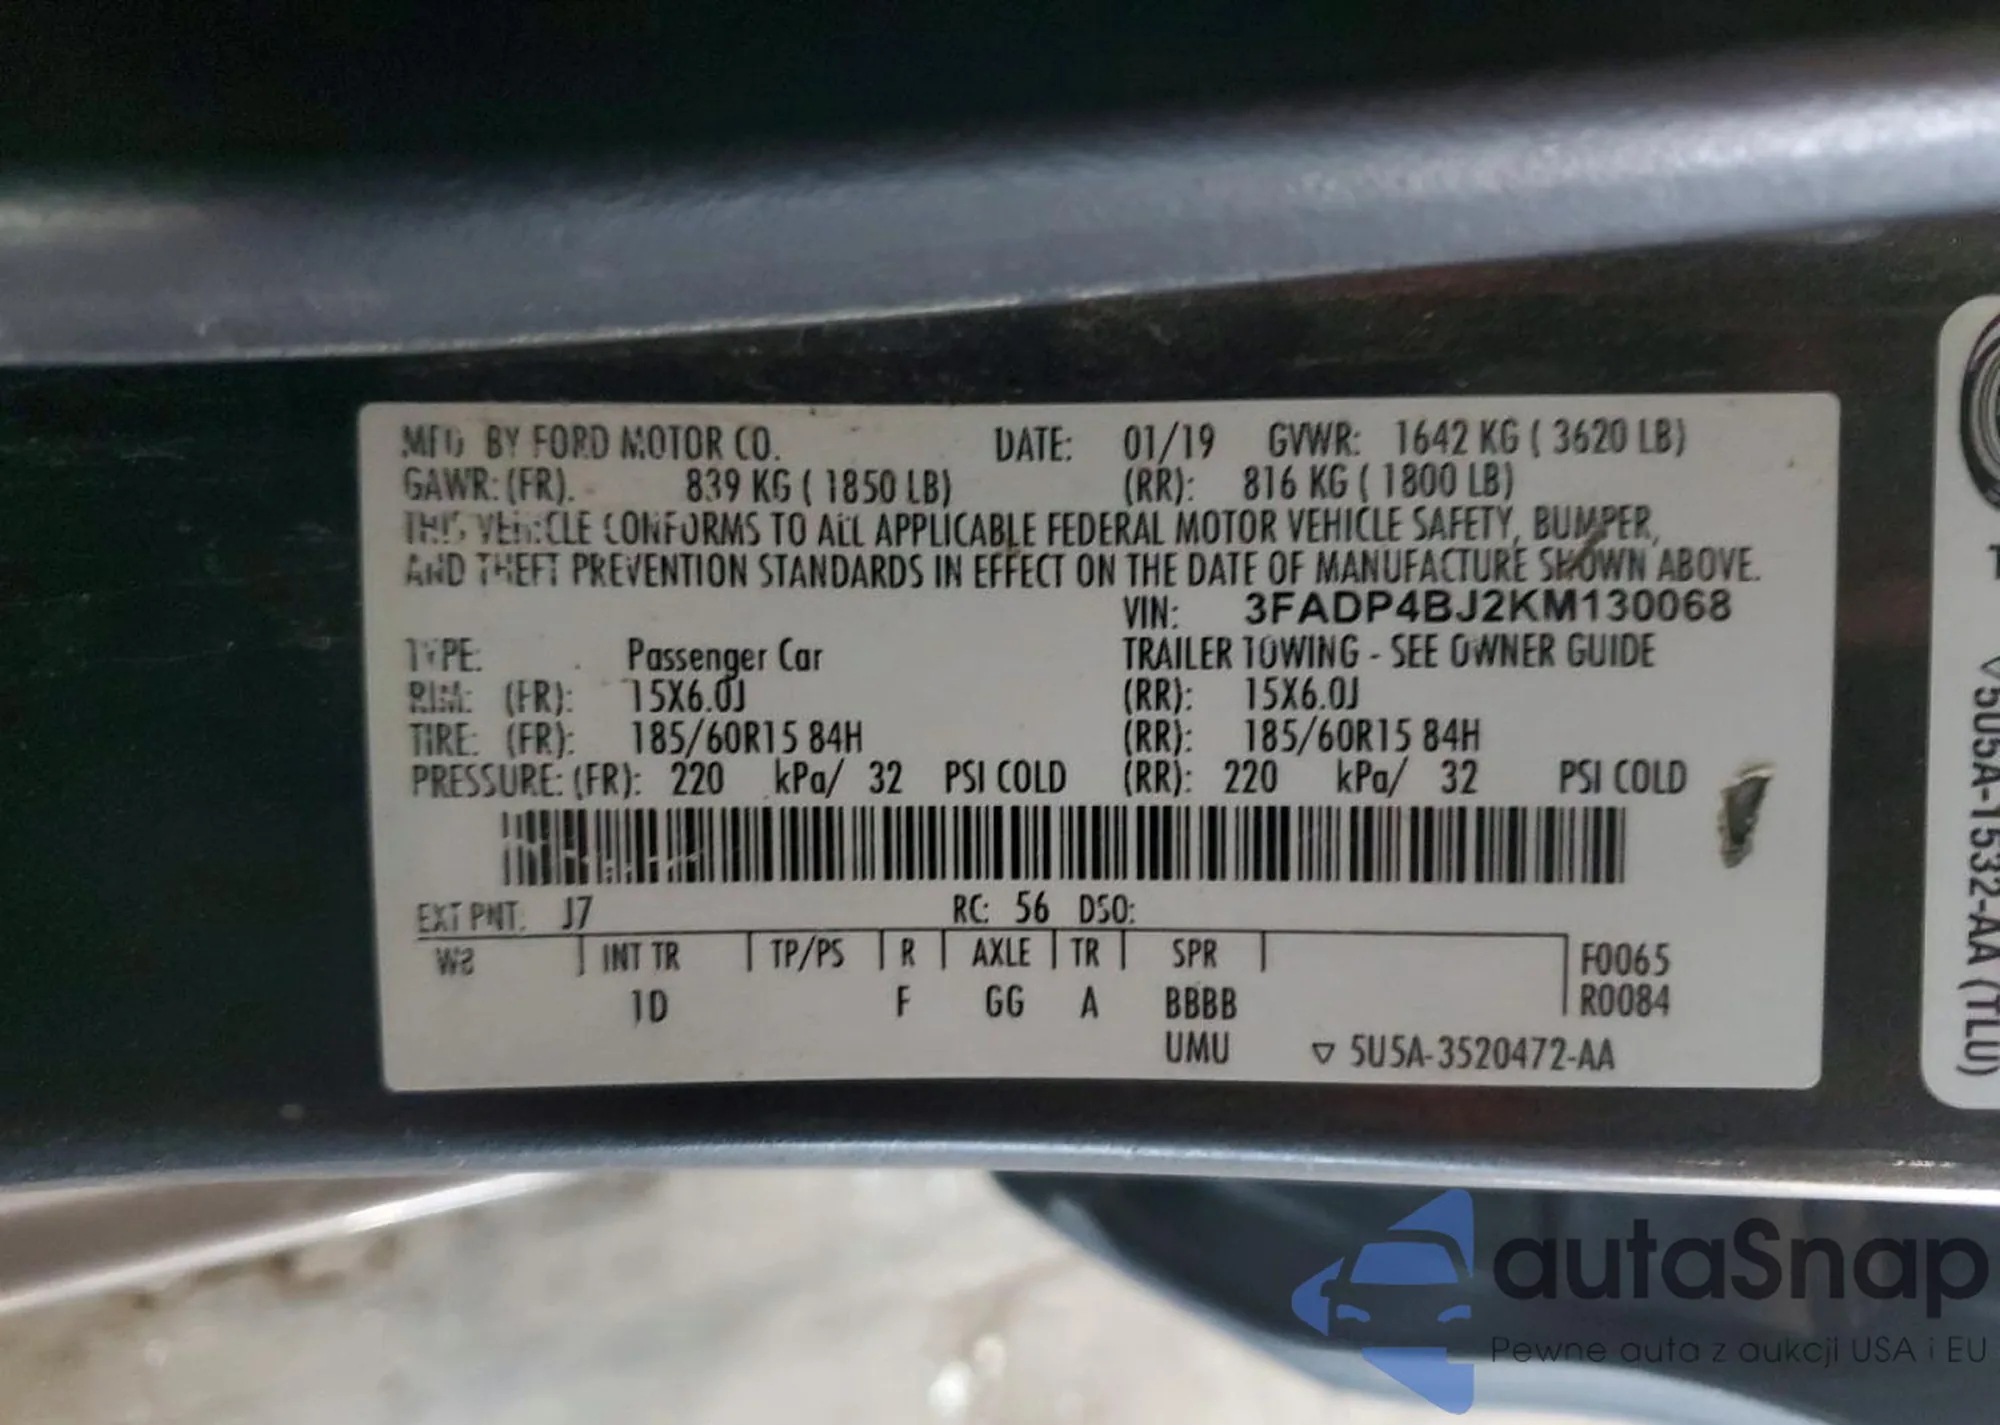 MFD BY FORD MOTOR CO. DATE: 01/19 GVWR: 1642 KG ( 3620 LB)
GAWR: (FR). 839 KG ( 1850 LB) (RR): 816 KG ( 1800 LB)
THIS VEHICLE CONFORMS TO ALL APPLICABLE FEDERAL MOTOR VEHICLE SAFETY, BUMPER,
AND THEFT PREVENTION STANDARDS IN EFFECT ON THE DATE OF MANUFACTURE SHOWN ABOVE.
VIN: 3FADP4BJ2KM130068
TYPE: Passenger Car TRAILER TOWING - SEE OWNER GUIDE
RIM: (FR): 15X6.0J (RR): 15X6.0J
TIRE: (FR): 185/60R15 84H (RR): 185/60R15 84H
PRESSURE: (FR): 220 kPa/ 32 PSI COLD (RR): 220 kPa/ 32 PSI COLD
EXT PNT: J7 RC: 56 DSO:
WB INT TR TP/PS R AXLE TR SPR F0065
1D F GG A BBBB R0084
UMU ▽ 5U5A-3520472-AA
▽5U5A-1532-AA (TLU)
autaSnap
Pewne auta z aukcji USA i EU